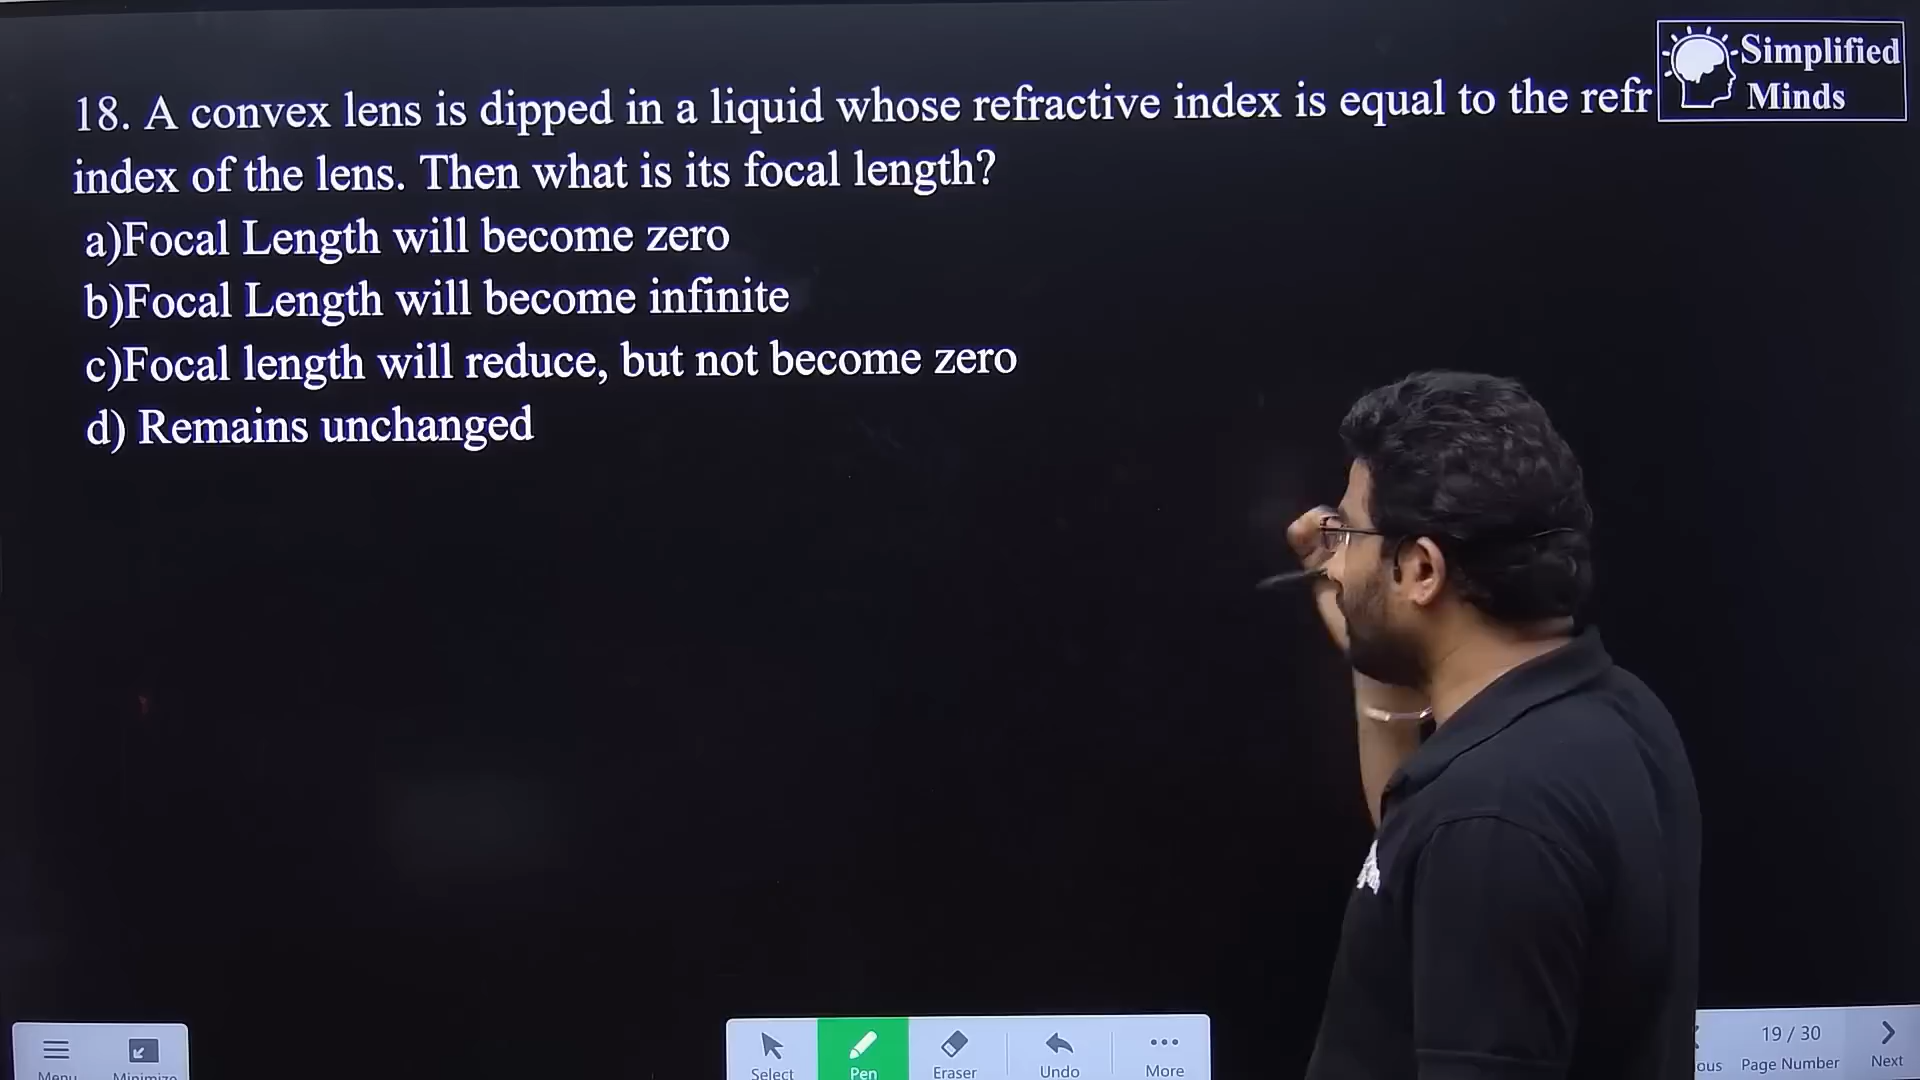 Simplified
Minds
18. A convex lens is dipped in a liquid whose refractive index is equal to the refr
index of the lens. Then what is its focal length?
a)Focal Length will become zero
b)Focal Length will become infinite
c)Focal length will reduce, but not become zero
d) Remains unchanged
Menu Minimize
Select Pen Eraser Undo More
19 / 30
ous Page Number Next